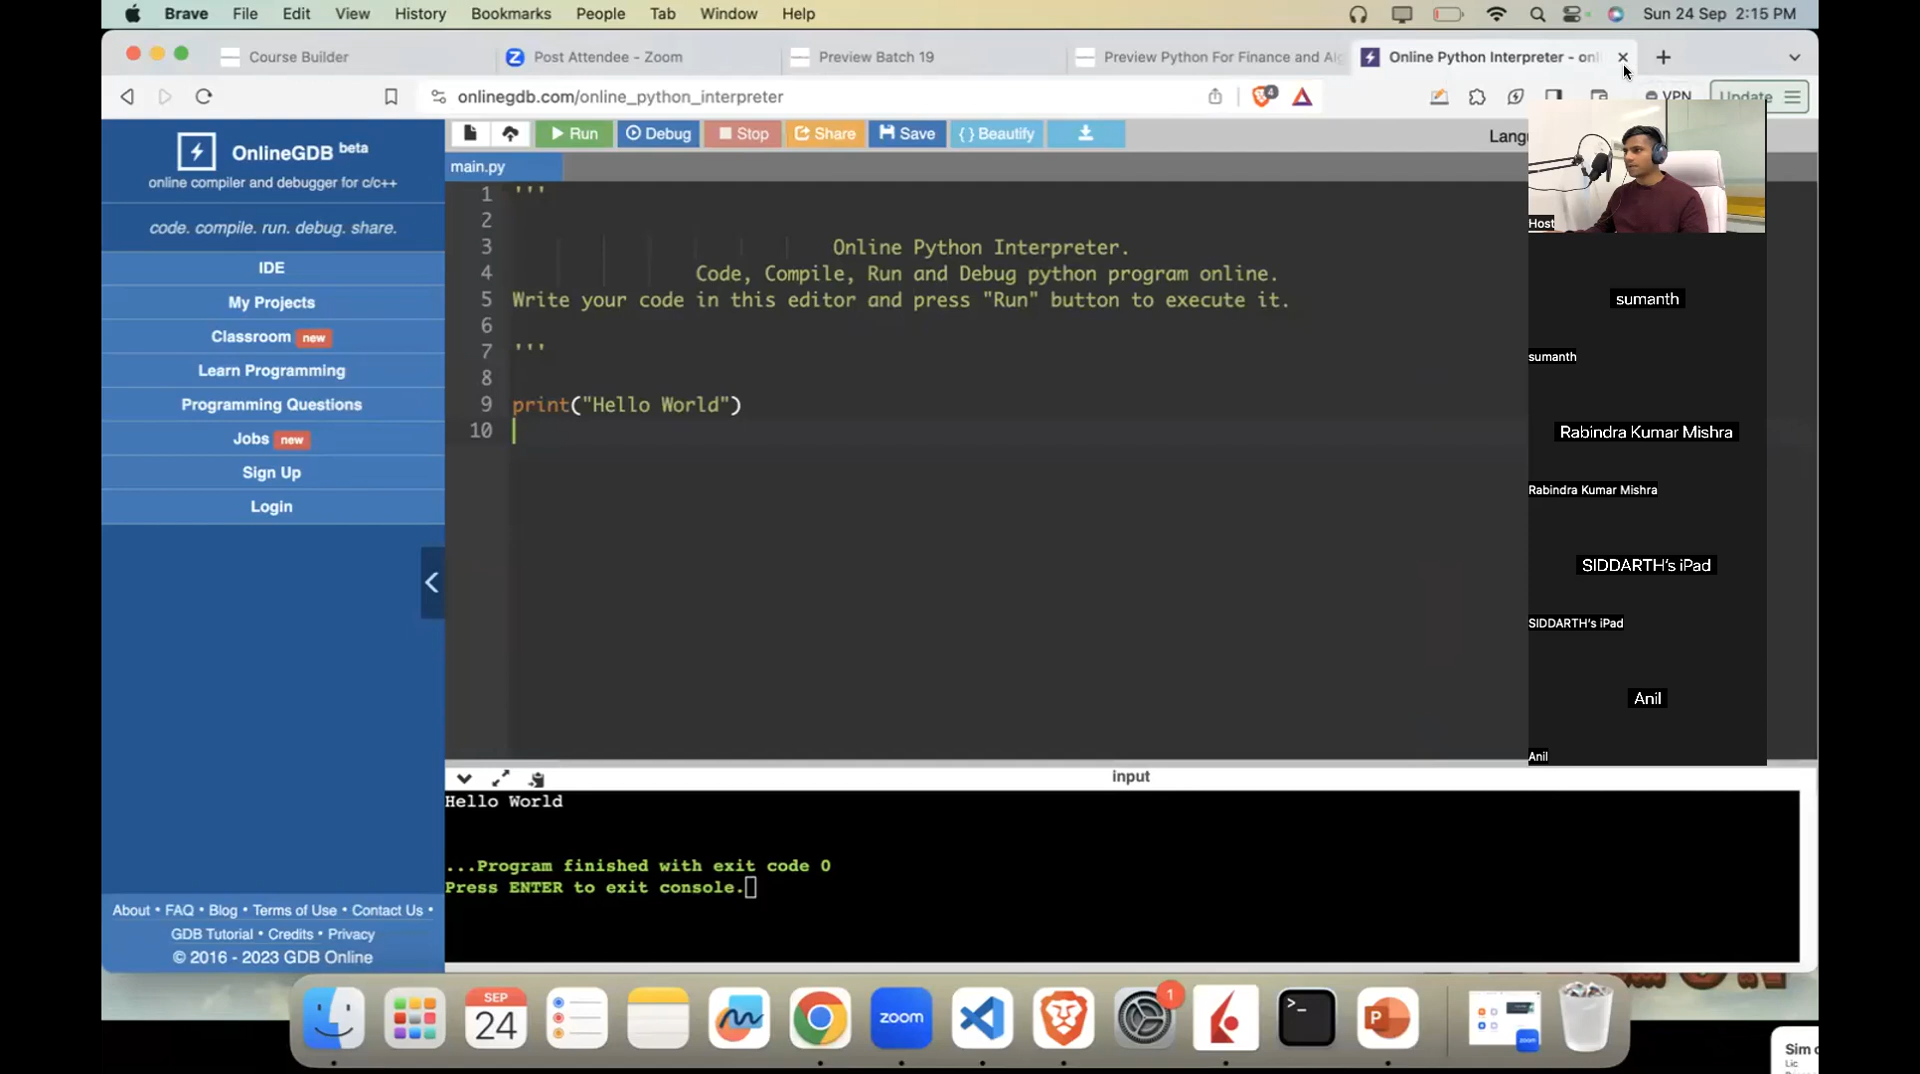 Brave File Edit View History Bookmarks People Tab Window Help Sun 24 Sep 2:15 PM
Course Builder Post Attendee - Zoom Preview Batch 19 Preview Python For Finance and Alg Online Python Interpreter - onl
onlinegdb.com/online_python_interpreter 4 VPN Update
OnlineGDB beta
online compiler and debugger for c/c++
code. compile. run. debug. share.
IDE
My Projects
Classroom new
Learn Programming
Programming Questions
Jobs new
Sign Up
Login
About • FAQ • Blog • Terms of Use • Contact Us •
GDB Tutorial • Credits • Privacy
© 2016 - 2023 GDB Online
Run Debug Stop Share Save { } Beautify Lang
main.py
1 '''
2
3 Online Python Interpreter.
4 Code, Compile, Run and Debug python program online.
5 Write your code in this editor and press "Run" button to execute it.
6
7 '''
8
9 print("Hello World")
10
input
Hello World
...Program finished with exit code 0
Press ENTER to exit console.
Host
sumanth
sumanth
Rabindra Kumar Mishra
Rabindra Kumar Mishra
SIDDARTH's iPad
SIDDARTH's iPad
Anil
Anil
SEP
24
zoom
1
>_
P
zoom
Sim
Lic